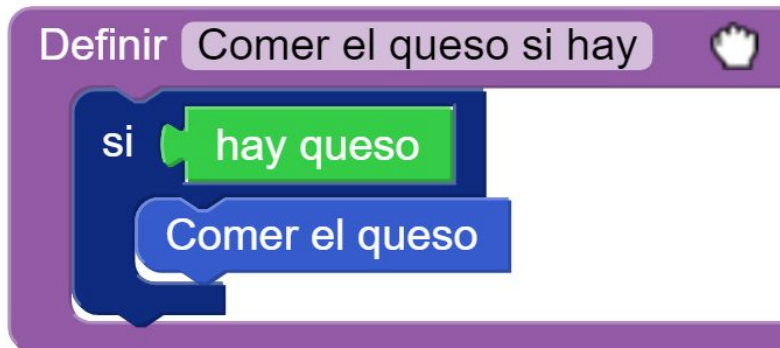 Definir Comer el queso si hay
si hay queso
Comer el queso